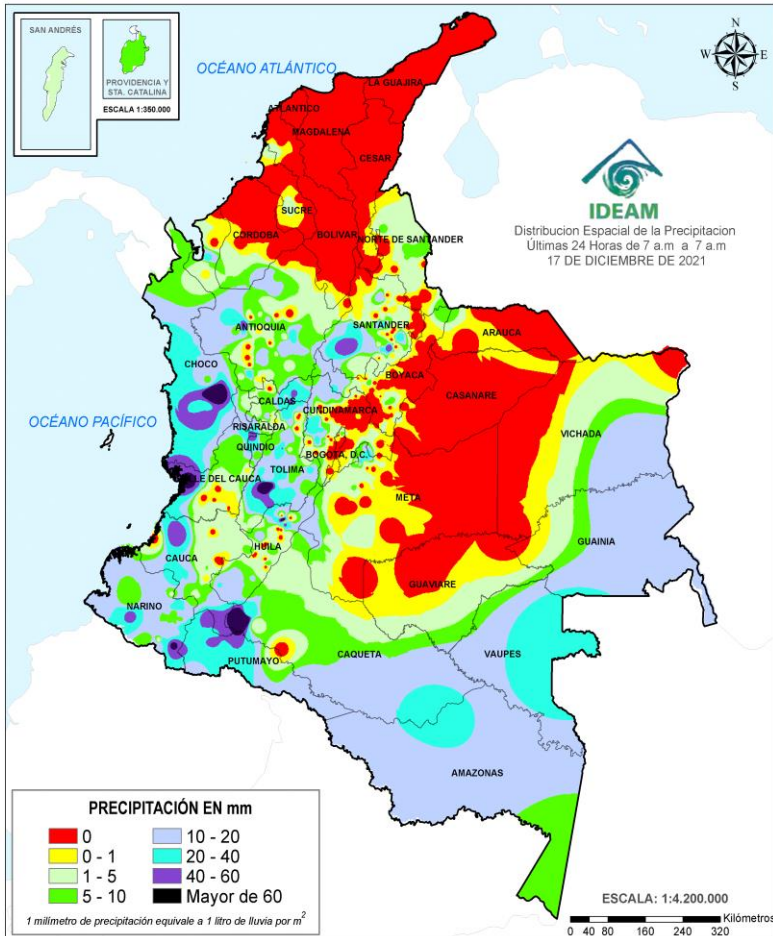 SAN ANDRÉS
PROVIDENCIA Y
STA. CATALINA
ESCALA 1:350.000
OCÉANO ATLÁNTICO
N
W
E
S
LA GUAJIRA
ATLANTICO
MAGDALENA
CESAR
IDEAM
Distribucion Espacial de la Precipitacion
Últimas 24 Horas de 7 a.m a 7 a.m
17 DE DICIEMBRE DE 2021
SUCRE
CORDOBA
BOLIVAR
NORTE DE SANTANDER
ANTIOQUIA
SANTANDER
ARAUCA
CHOCO
BOYACA
CASANARE
CALDAS
CUNDINAMARCA
OCÉANO PACÍFICO
RISARALDA
VICHADA
QUINDIO
BOGOTA, D.C.
TOLIMA
VALLE DEL CAUCA
META
GUAINIA
HUILA
CAUCA
GUAVIARE
NARINO
CAQUETA
VAUPES
PUTUMAYO
AMAZONAS
PRECIPITACIÓN EN mm
0
10 - 20
0 - 1
20 - 40
1 - 5
40 - 60
5 - 10
Mayor de 60
1 milímetro de precipitación equivale a 1 litro de lluvia por m2
ESCALA: 1:4.200.000
Kilómetros
0 40 80 160 240 320